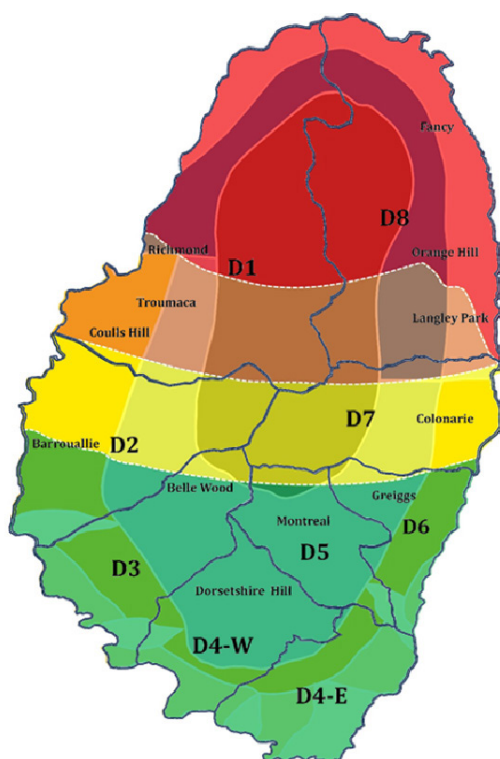 Fancy
D8
Richmond
Orange Hill
D1
Troumaca
Langley Park
Coulls Hill
D7
Colonarie
Barrouallie
D2
Belle Wood
Greiggs
Montreal
D6
D5
D3
Dorsetshire Hill
D4-W
D4-E